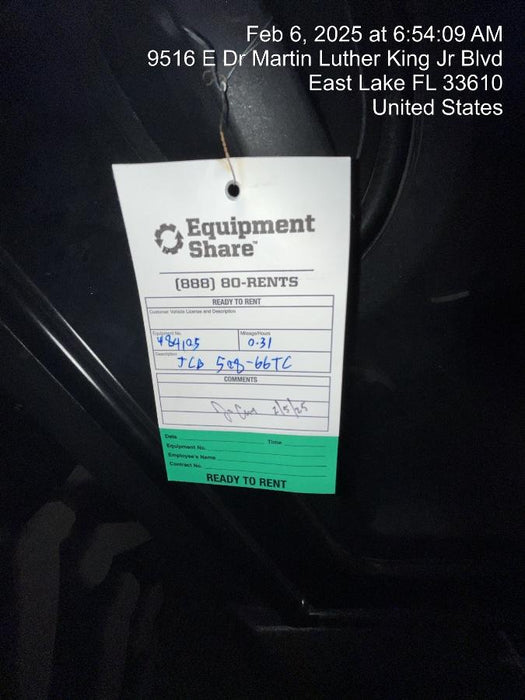 Feb 6, 2025 at 6:54:09 AM
9516 E Dr Martin Luther King Jr Blvd
East Lake FL 33610
United States
Equipment
Share™
(888) 80-RENTS
READY TO RENT
Customer Vehicle License and Description
Equipment No. Mileage/Hours
484105 0.31
Description
JCB 508-66TC
COMMENTS
2/5/25
Date Time
Equipment No.
Employee's Name
Contract No.
READY TO RENT